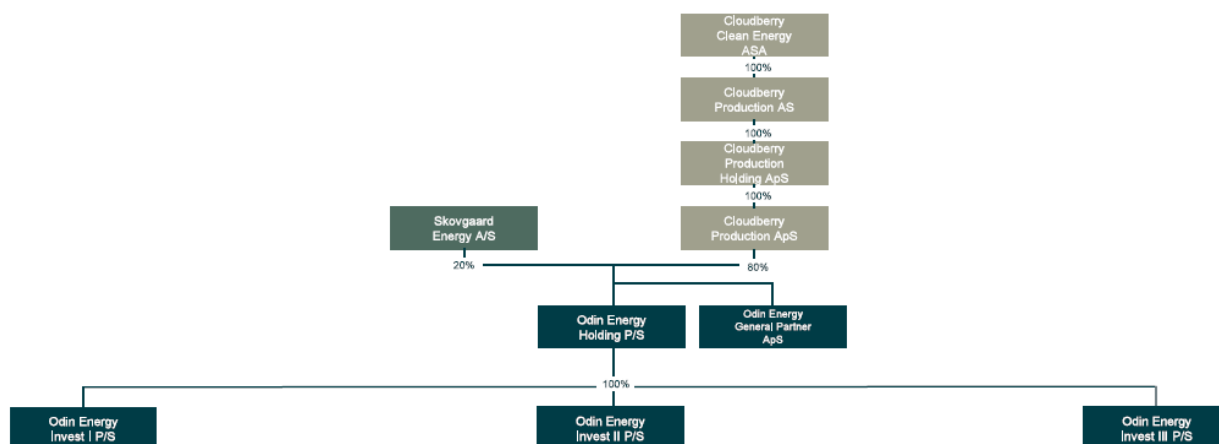 Cloudberry
Clean Energy
ASA
100%
Cloudberry
Production AS
100%
Cloudberry
Production
Holding ApS
100%
Skovgaard
Energy A/S
Cloudberry
Production ApS
20%
80%
Odin Energy
Holding P/S
Odin Energy
General Partner
ApS
100%
Odin Energy
Invest I P/S
Odin Energy
Invest II P/S
Odin Energy
Invest III P/S